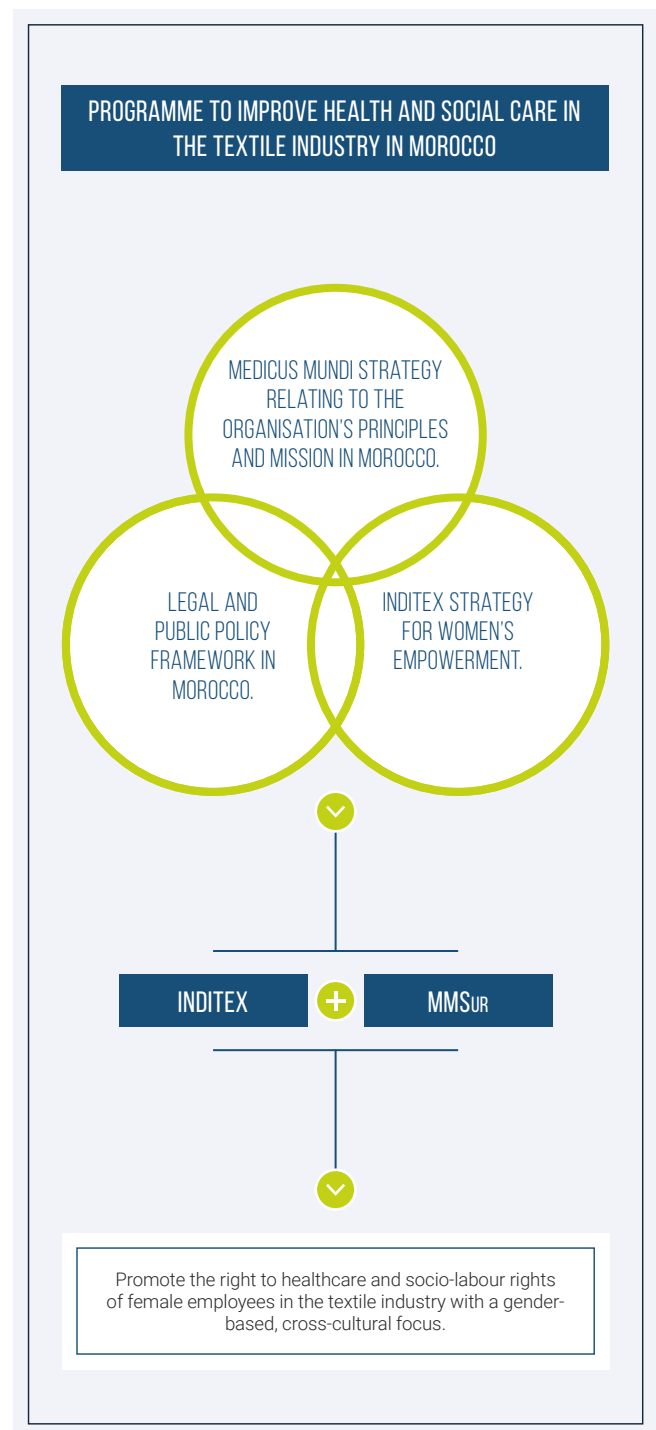 PROGRAMME TO IMPROVE HEALTH AND SOCIAL CARE IN
THE TEXTILE INDUSTRY IN MOROCCO
MEDICUS MUNDI STRATEGY
RELATING TO THE
ORGANISATION'S PRINCIPLES
AND MISSION IN MOROCCO.
LEGAL AND
PUBLIC POLICY
FRAMEWORK IN
MOROCCO.
INDITEX STRATEGY
FOR WOMEN'S
EMPOWERMENT.
INDITEX
+
MMSUR
Promote the right to healthcare and socio-labour rights
of female employees in the textile industry with a gender-
based, cross-cultural focus.